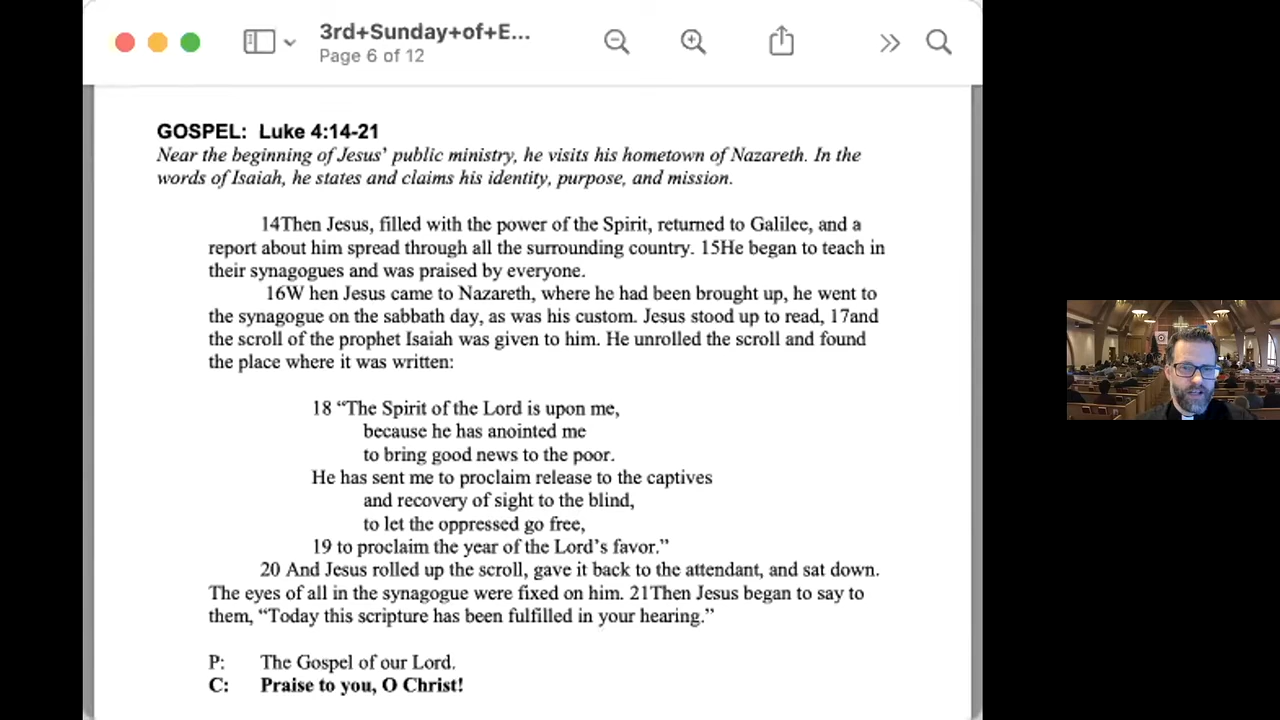 3rd+Sunday+of+E...
Page 6 of 12
GOSPEL: Luke 4:14-21
Near the beginning of Jesus’ public ministry, he visits his hometown of Nazareth. In the
words of Isaiah, he states and claims his identity, purpose, and mission.
14Then Jesus, filled with the power of the Spirit, returned to Galilee, and a
report about him spread through all the surrounding country. 15He began to teach in
their synagogues and was praised by everyone.
16W hen Jesus came to Nazareth, where he had been brought up, he went to
the synagogue on the sabbath day, as was his custom. Jesus stood up to read, 17and
the scroll of the prophet Isaiah was given to him. He unrolled the scroll and found
the place where it was written:
18 “The Spirit of the Lord is upon me,
because he has anointed me
to bring good news to the poor.
He has sent me to proclaim release to the captives
and recovery of sight to the blind,
to let the oppressed go free,
19 to proclaim the year of the Lord’s favor.”
20 And Jesus rolled up the scroll, gave it back to the attendant, and sat down.
The eyes of all in the synagogue were fixed on him. 21Then Jesus began to say to
them, “Today this scripture has been fulfilled in your hearing.”
P: The Gospel of our Lord.
C: Praise to you, O Christ!